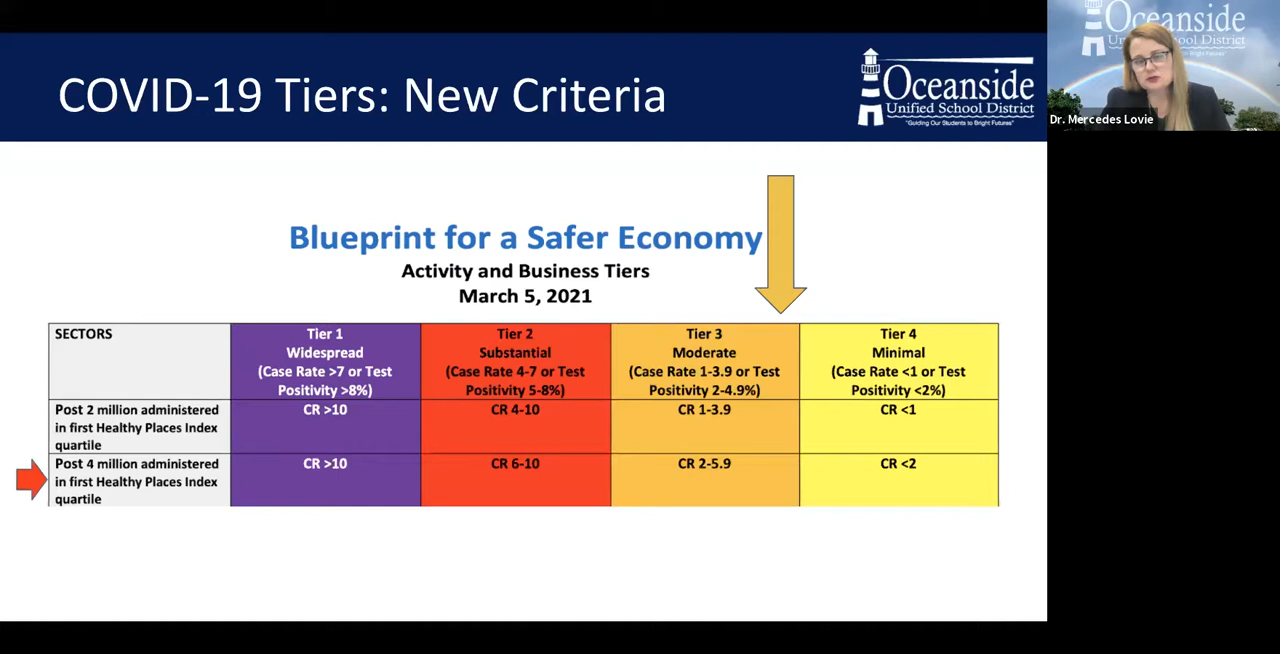 COVID-19 Tiers: New Criteria
Oceanside
Unified School District
"Guiding Our Students to Bright Futures"
Oceanside
Unified School District
Dr. Mercedes Lovie
Blueprint for a Safer Economy
Activity and Business Tiers
March 5, 2021
SECTORS
Tier 1
Widespread
(Case Rate >7 or Test
Positivity >8%)
Tier 2
Substantial
(Case Rate 4-7 or Test
Positivity 5-8%)
Tier 3
Moderate
(Case Rate 1-3.9 or Test
Positivity 2-4.9%)
Tier 4
Minimal
(Case Rate <1 or Test
Positivity <2%)
Post 2 million administered
in first Healthy Places Index
quartile
CR >10
CR 4-10
CR 1-3.9
CR <1
Post 4 million administered
in first Healthy Places Index
quartile
CR >10
CR 6-10
CR 2-5.9
CR <2